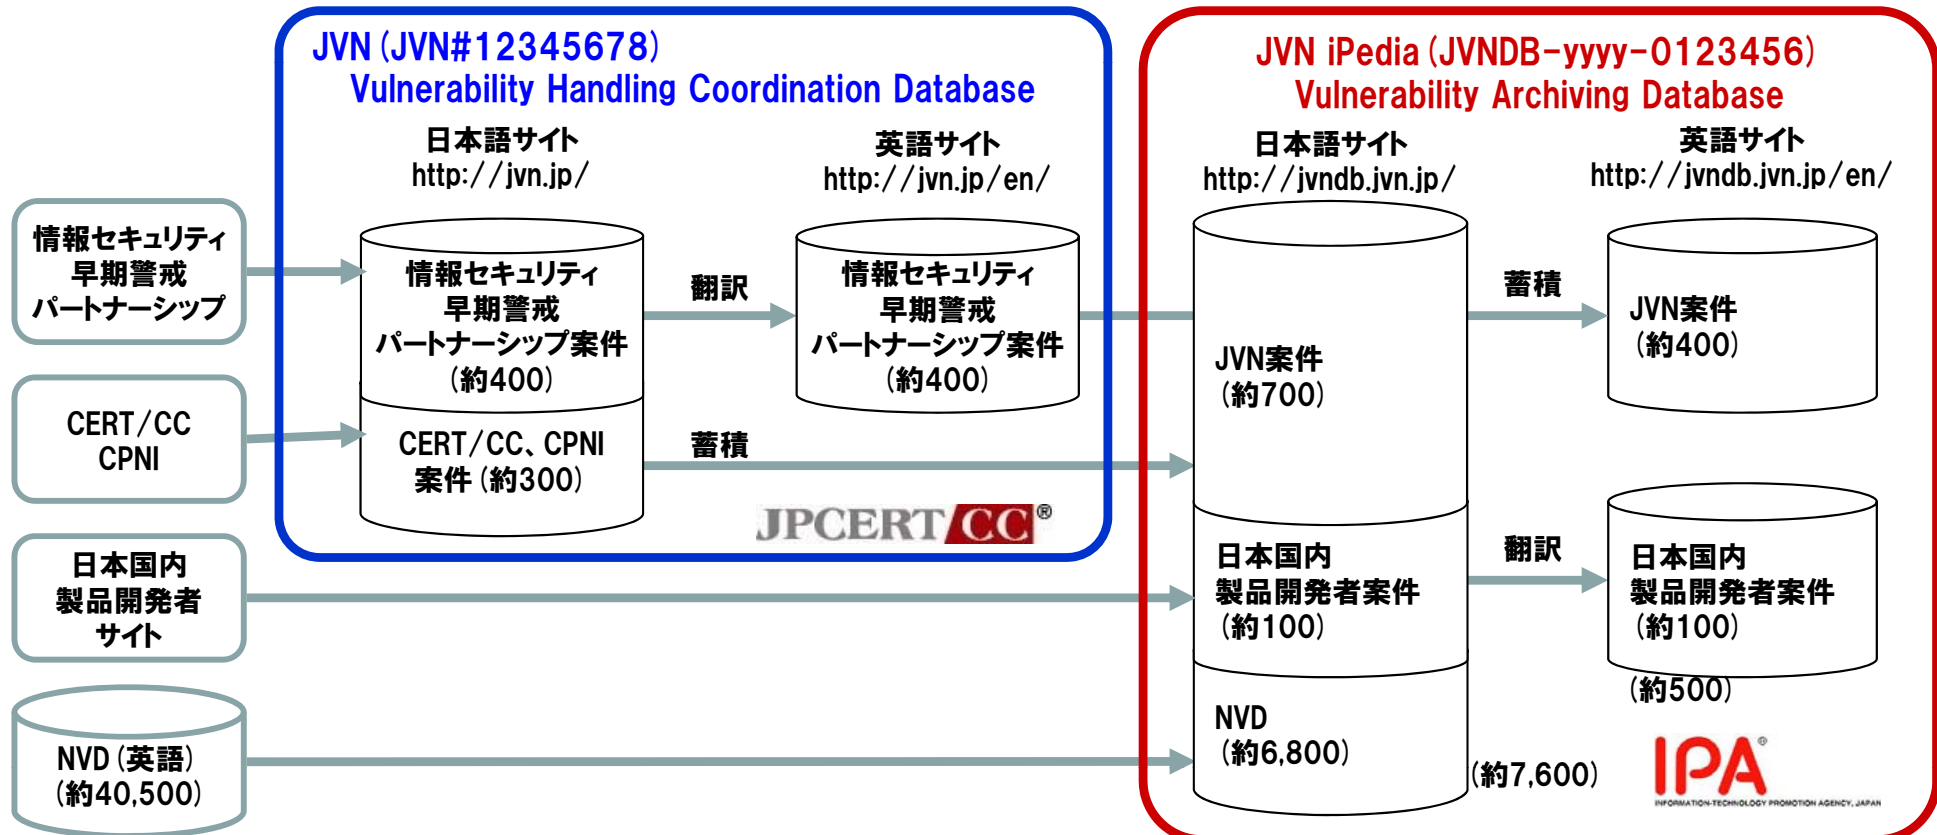 JVN (JVN#12345678)
Vulnerability Handling Coordination Database
日本語サイト
http://jvn.jp/
英語サイト
http://jvn.jp/en/
JVN iPedia (JVNDB-yyyy-0123456)
Vulnerability Archiving Database
日本語サイト
http://jvndb.jvn.jp/
英語サイト
http://jvndb.jvn.jp/en/
情報セキュリティ
早期警戒
パートナーシップ
情報セキュリティ
早期警戒
パートナーシップ案件
(約400)
翻訳
情報セキュリティ
早期警戒
パートナーシップ案件
(約400)
JVN案件
(約700)
蓄積
JVN案件
(約400)
CERT/CC
CPNI
CERT/CC、CPNI
案件 (約300)
蓄積
JPCERT/CC®
日本国内
製品開発者
サイト
日本国内
製品開発者案件
(約100)
翻訳
日本国内
製品開発者案件
(約100)
(約500)
NVD (英語)
(約40,500)
NVD
(約6,800)
(約7,600)
IPA®
INFORMATION-TECHNOLOGY PROMOTION AGENCY, JAPAN